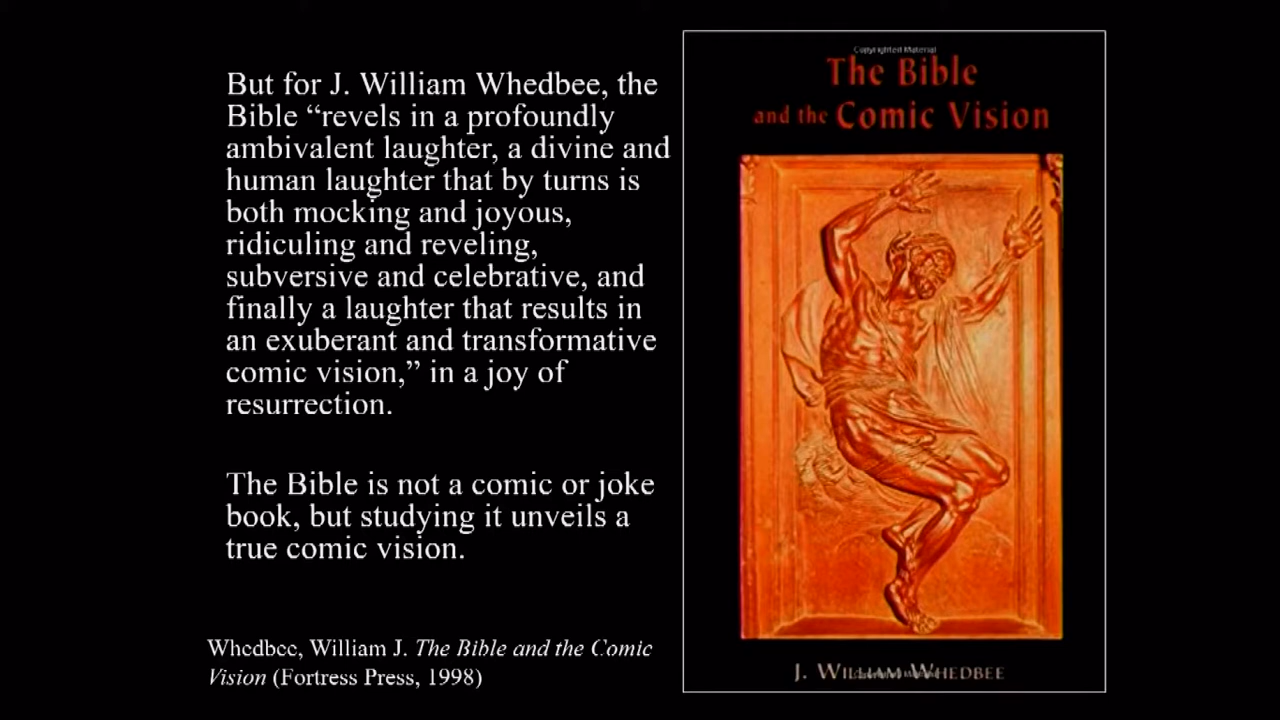 But for J. William Whedbee, the
Bible “revels in a profoundly
ambivalent laughter, a divine and
human laughter that by turns is
both mocking and joyous,
ridiculing and reveling,
subversive and celebrative, and
finally a laughter that results in
an exuberant and transformative
comic vision,” in a joy of
resurrection.
The Bible is not a comic or joke
book, but studying it unveils a
true comic vision.
Whedbee, William J. The Bible and the Comic
Vision (Fortress Press, 1998)
Copyrighted Material
The Bible
and the Comic Vision
J. William Whedbee